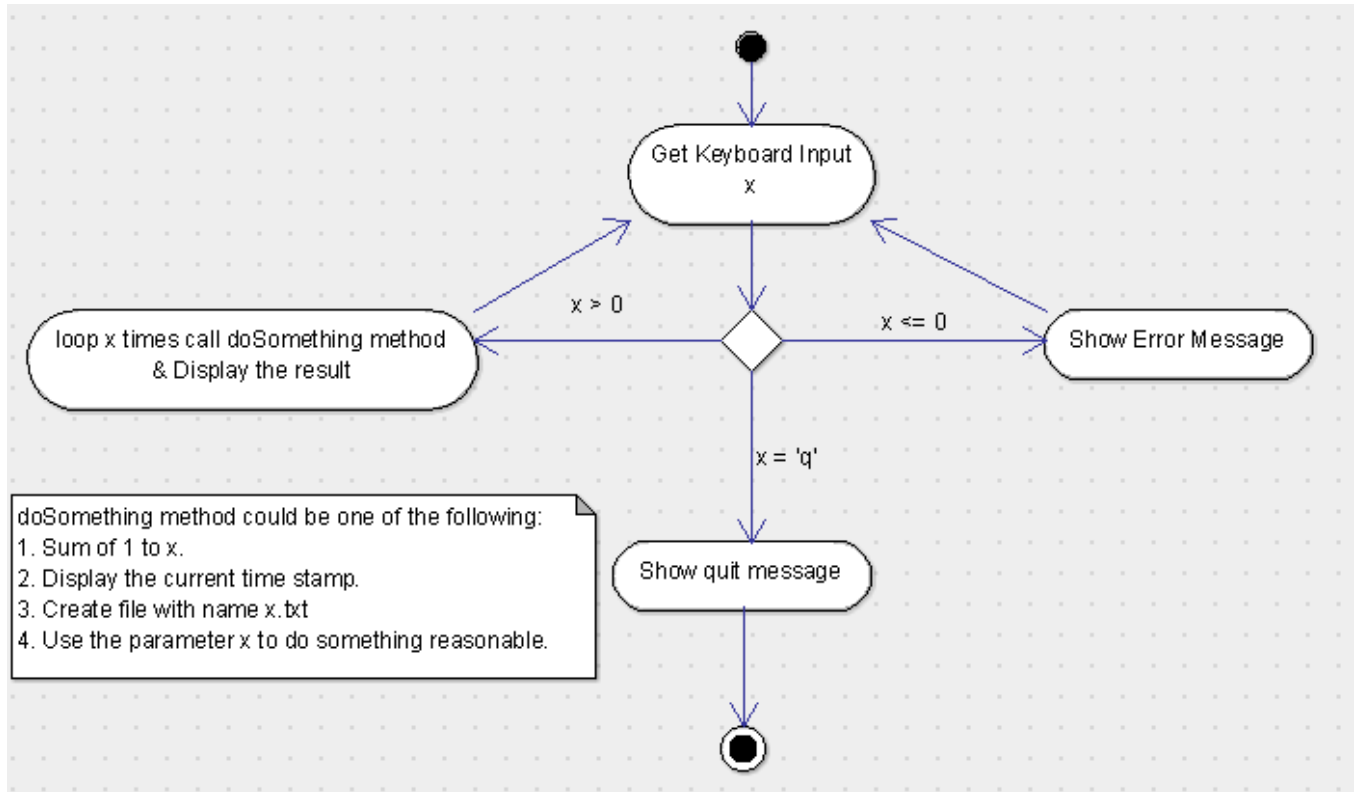 Get Keyboard Input
x
x > 0
x <= 0
loop x times call doSomething method
& Display the result
Show Error Message
x = 'q'
doSomething method could be one of the following:
1. Sum of 1 to x.
2. Display the current time stamp.
3. Create file with name x.txt
4. Use the parameter x to do something reasonable.
Show quit message